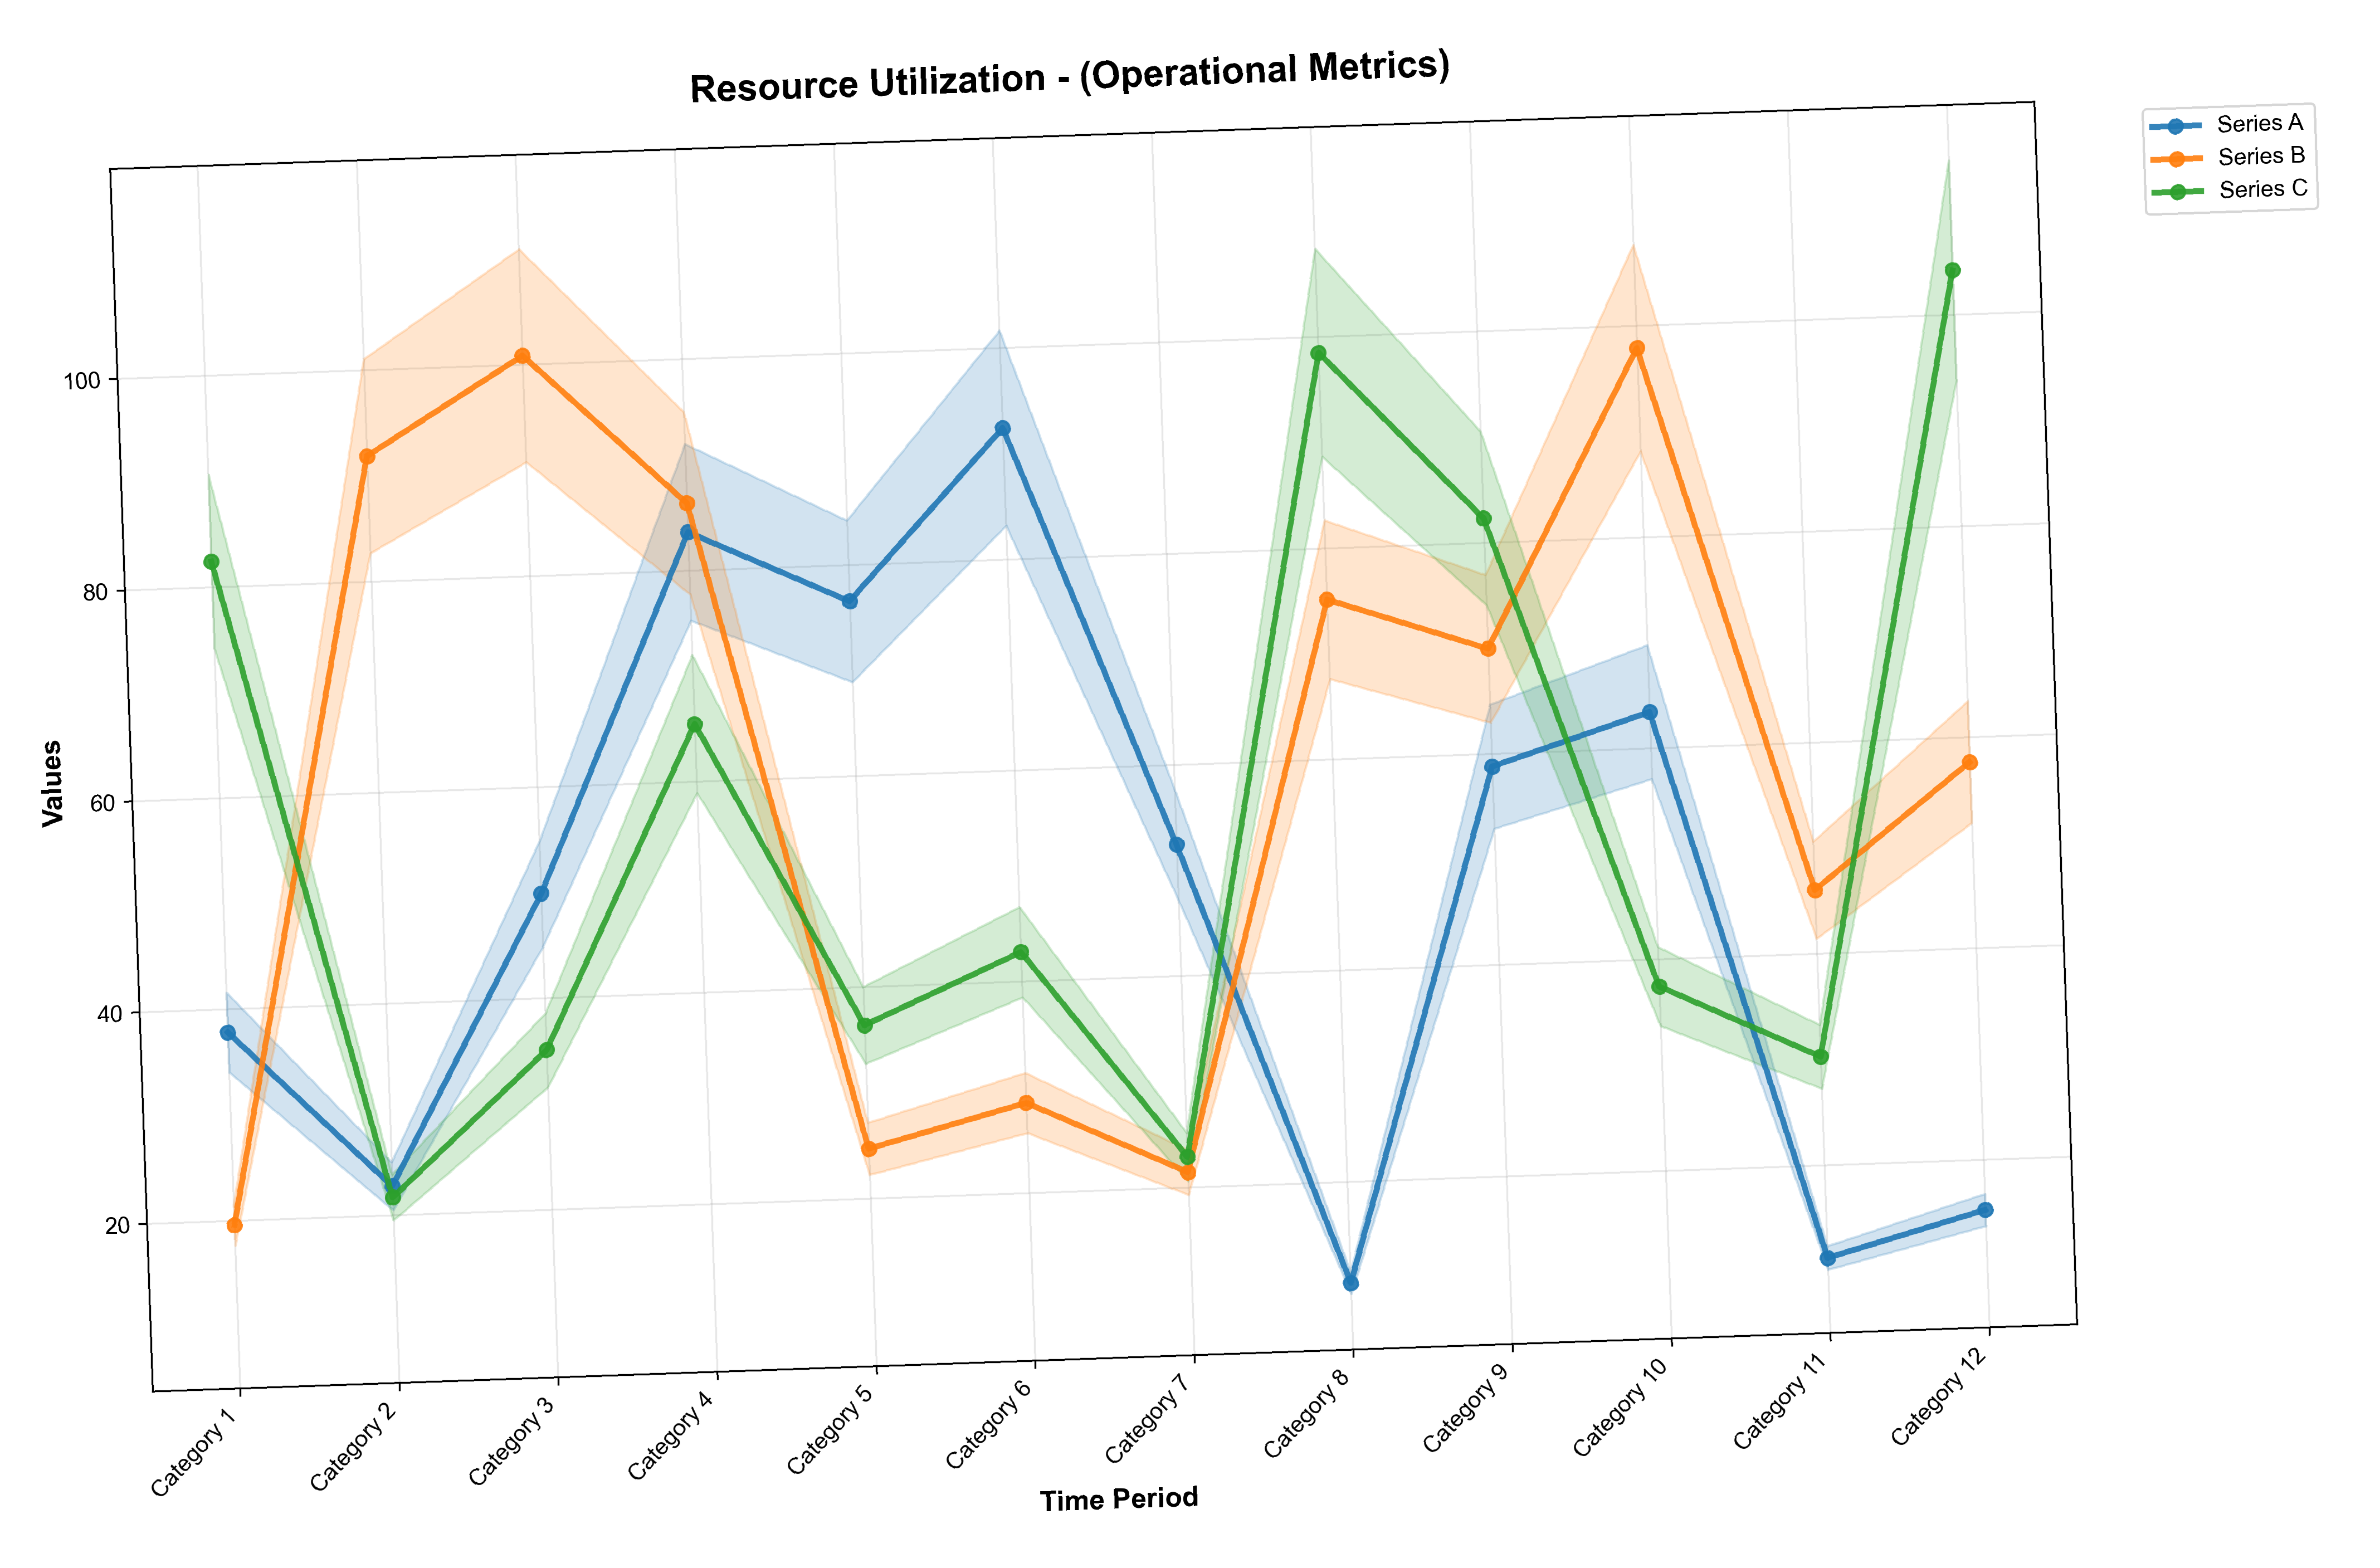 Resource Utilization - (Operational Metrics)
Series A
Series B
Series C
Values
100
80
60
40
20
Category 1
Category 2
Category 3
Category 4
Category 5
Category 6
Category 7
Category 8
Category 9
Category 10
Category 11
Category 12
Time Period